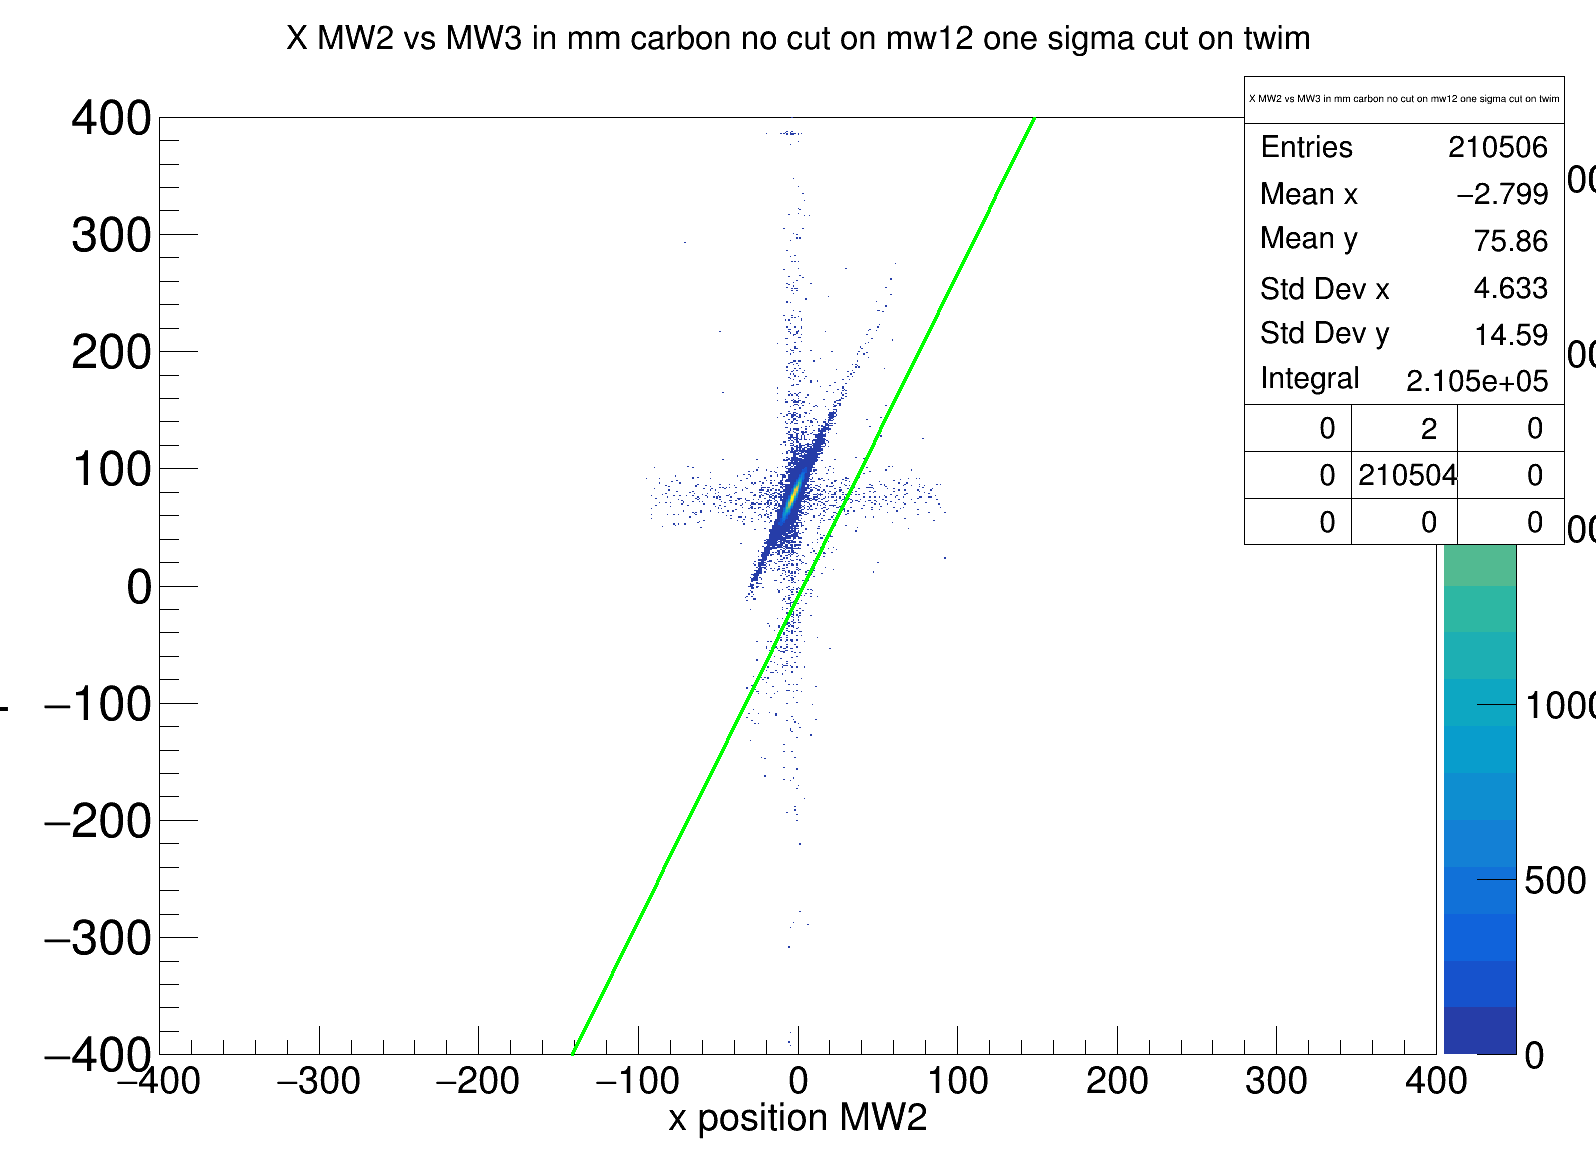 X MW2 vs MW3 in mm carbon no cut on mw12 one sigma cut on twim
X MW2 vs MW3 in mm carbon no cut on mw12 one sigma cut on twim
Entries 210506
Mean x −2.799
Mean y 75.86
Std Dev x 4.633
Std Dev y 14.59
Integral 2.105e+05
0 2 0
0 210504 0
0 0 0
400
300
200
100
0
−100
−200
−300
−400
−400 −300 −200 −100 0 100 200 300 400
x position MW2
500
0